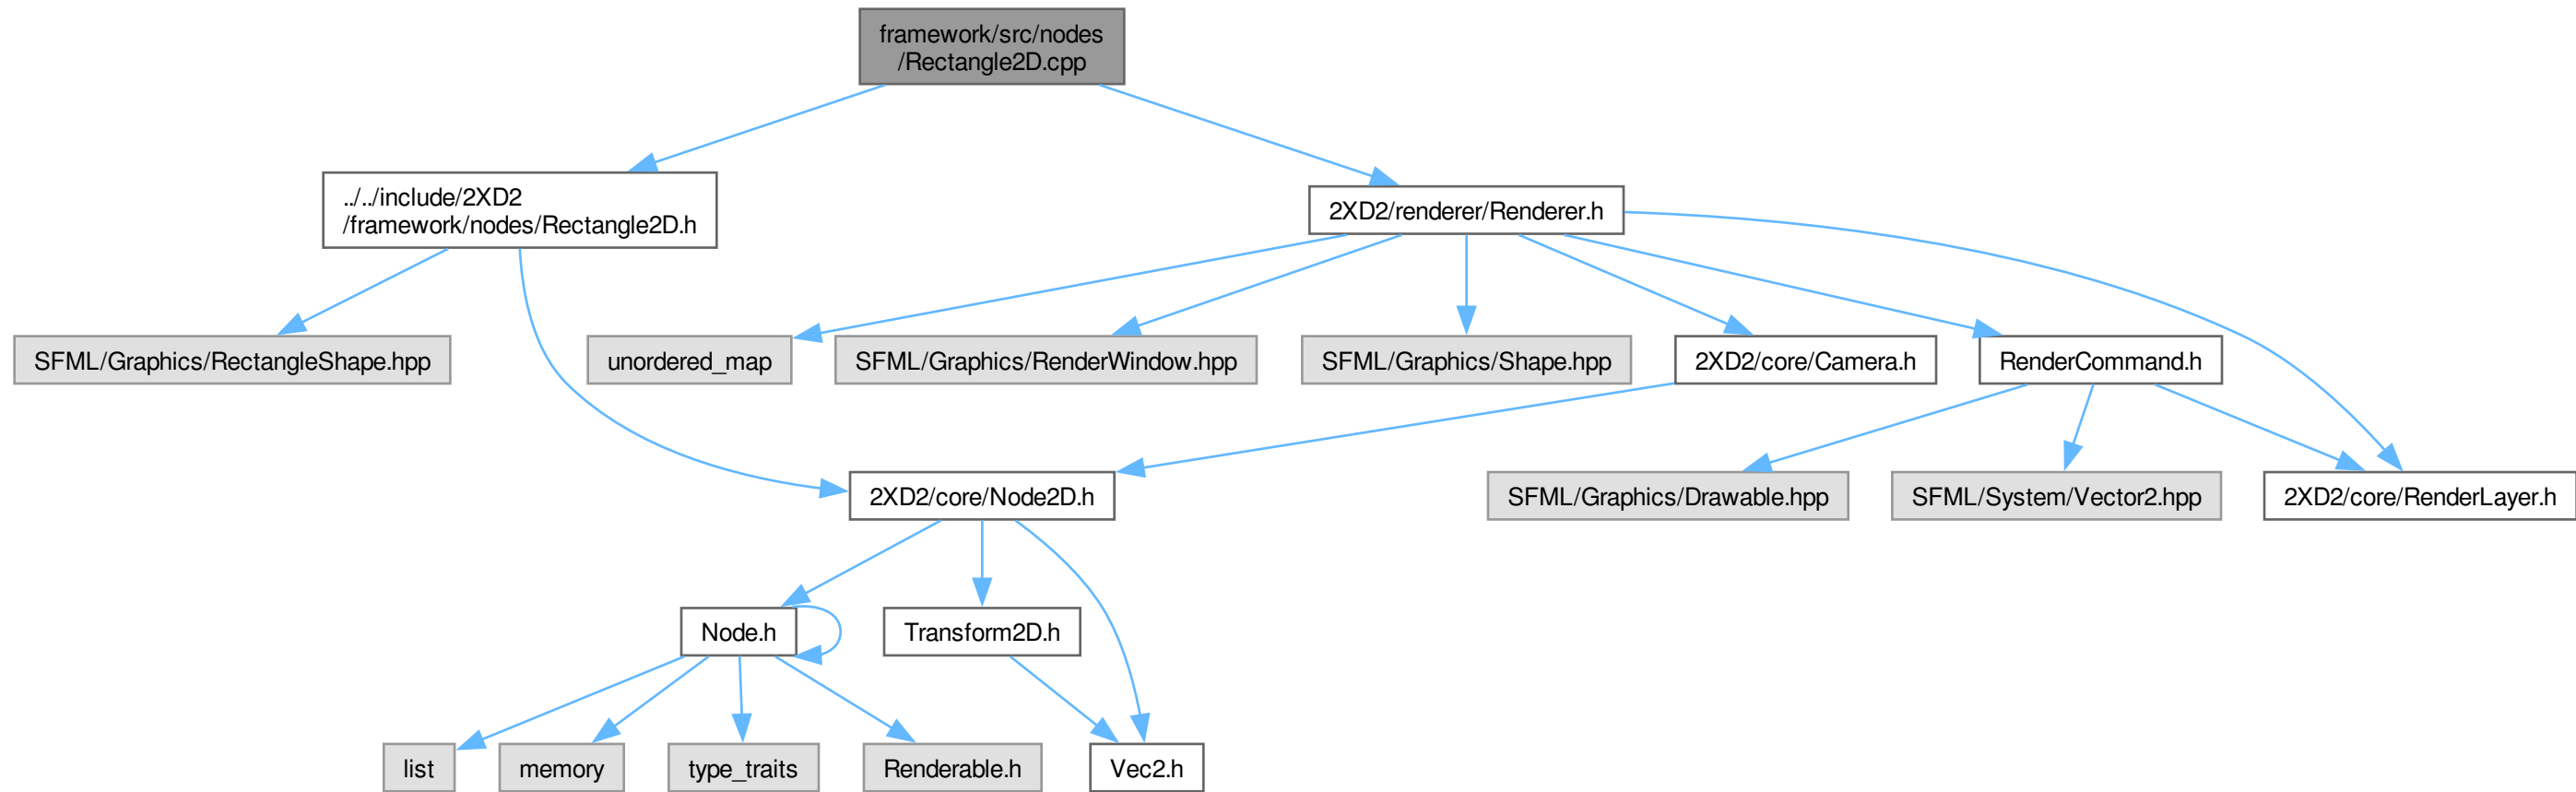 framework/src/nodes
/Rectangle2D.cpp
../../include/2XD2
/framework/nodes/Rectangle2D.h
2XD2/renderer/Renderer.h
SFML/Graphics/RectangleShape.hpp
unordered_map
SFML/Graphics/RenderWindow.hpp
SFML/Graphics/Shape.hpp
2XD2/core/Camera.h
RenderCommand.h
2XD2/core/Node2D.h
SFML/Graphics/Drawable.hpp
SFML/System/Vector2.hpp
2XD2/core/RenderLayer.h
Node.h
Transform2D.h
list
memory
type_traits
Renderable.h
Vec2.h